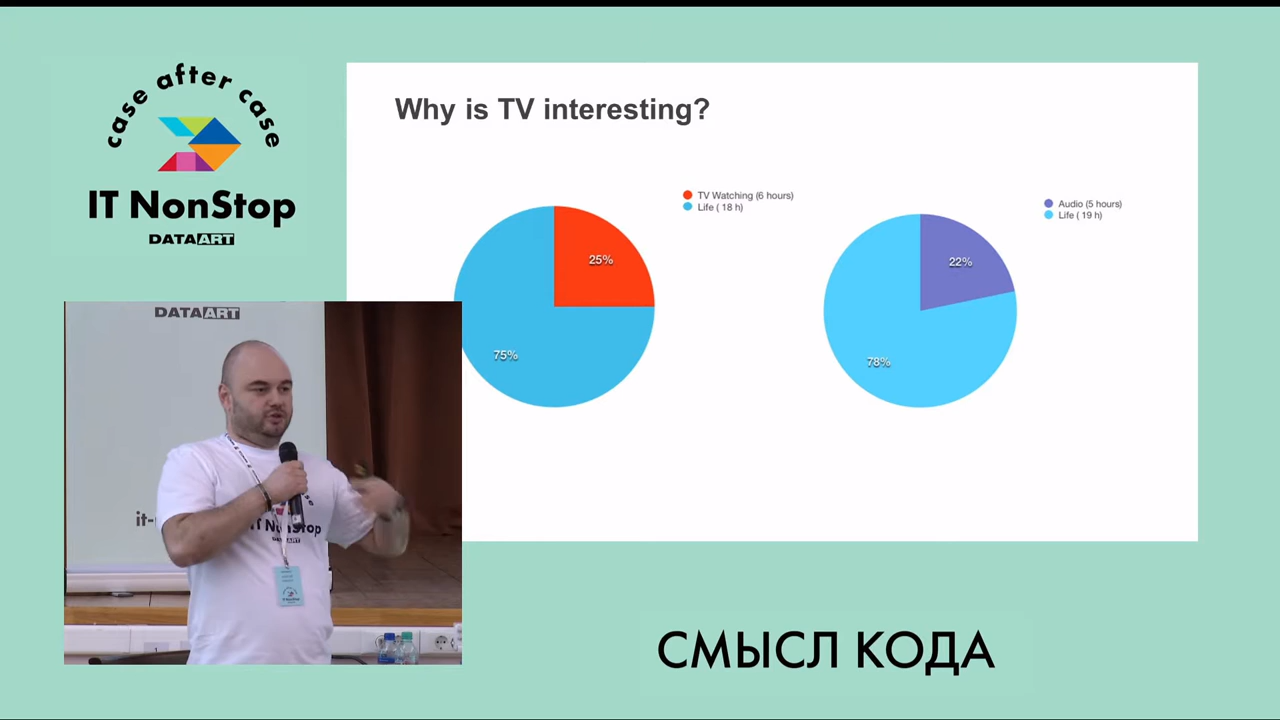 case after case
IT NonStop
DATAART
Why is TV interesting?
TV Watching (6 hours)
Life ( 18 h)
25%
75%
Audio (5 hours)
Life ( 19 h)
22%
78%
DATAART
it-
IT NonStop
DATAART
СМЫСЛ КОДА